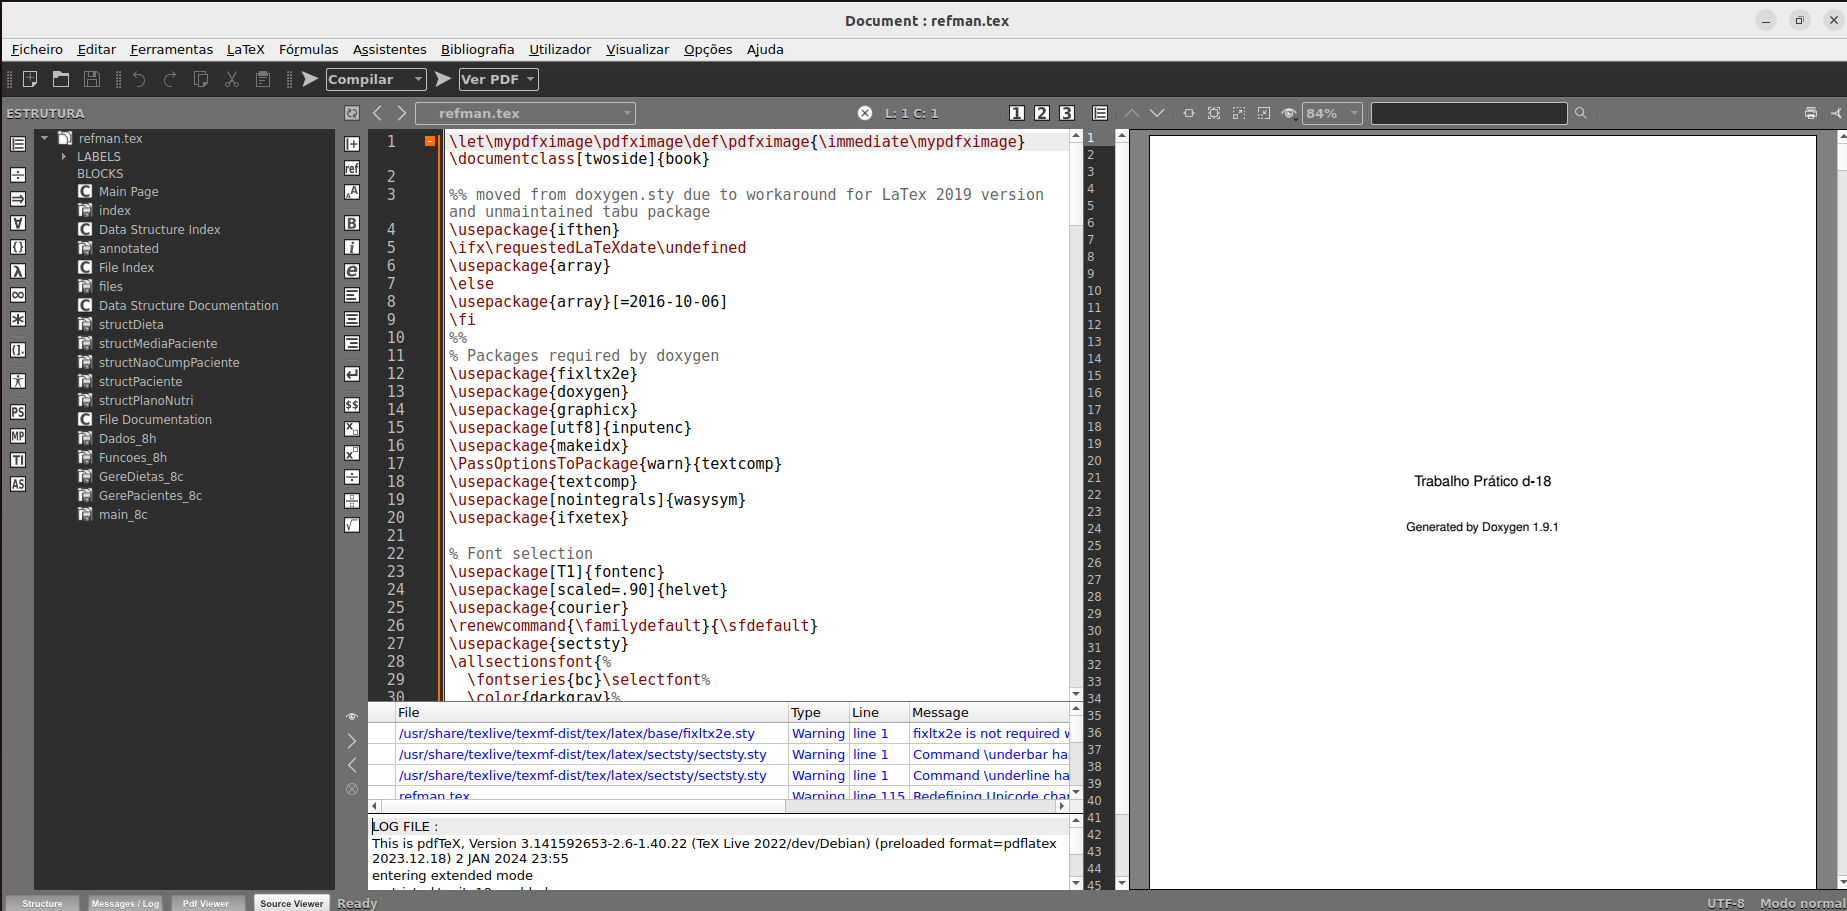 Document : refman.tex
Ficheiro Editar Ferramentas LaTeX Fórmulas Assistentes Bibliografia Utilizador Visualizar Opções Ajuda
Compilar Ver PDF
ESTRUTURA
refman.tex
L: 1 C: 1
1 2 3
84%
refman.tex
LABELS
BLOCKS
Main Page
index
Data Structure Index
annotated
File Index
files
Data Structure Documentation
structDieta
structMediaPaciente
structNaoCumpPaciente
structPaciente
structPlanoNutri
File Documentation
Dados_8h
Funcoes_8h
GereDietas_8c
GerePacientes_8c
main_8c
PS
MP
TI
AS
ref
B
i
e
$$
1 \let\mypdfximage\pdfximage\def\pdfximage{\immediate\mypdfximage}
\documentclass[twoside]{book}
2
3 %% moved from doxygen.sty due to workaround for LaTex 2019 version
and unmaintained tabu package
4 \usepackage{ifthen}
5 \ifx\requestedLaTeXdate\undefined
6 \usepackage{array}
7 \else
8 \usepackage{array}[=2016-10-06]
9 \fi
10 %%
11 % Packages required by doxygen
12 \usepackage{fixltx2e}
13 \usepackage{doxygen}
14 \usepackage{graphicx}
15 \usepackage[utf8]{inputenc}
16 \usepackage{makeidx}
17 \PassOptionsToPackage{warn}{textcomp}
18 \usepackage{textcomp}
19 \usepackage[nointegrals]{wasysym}
20 \usepackage{ifxetex}
21
22 % Font selection
23 \usepackage[T1]{fontenc}
24 \usepackage[scaled=.90]{helvet}
25 \usepackage{courier}
26 \renewcommand{\familydefault}{\sfdefault}
27 \usepackage{sectsty}
28 \allsectionsfont{%
29 \fontseries{bc}\selectfont%
30 \color{darkgray}%
File Type Line Message
/usr/share/texlive/texmf-dist/tex/latex/base/fixltx2e.sty Warning line 1 fixltx2e is not required
/usr/share/texlive/texmf-dist/tex/latex/sectsty/sectsty.sty Warning line 1 Command \underbar ha
/usr/share/texlive/texmf-dist/tex/latex/sectsty/sectsty.sty Warning line 1 Command \underline ha
refman.tex Warning line 115 Redefining Unicode cha
LOG FILE :
This is pdfTeX, Version 3.141592653-2.6-1.40.22 (TeX Live 2022/dev/Debian) (preloaded format=pdflatex
2023.12.18) 2 JAN 2024 23:55
entering extended mode
1
2
3
4
5
6
7
8
9
10
11
12
13
14
15
16
17
18
19
20
21
22
23
24
25
26
27
28
29
30
31
32
33
34
35
36
37
38
39
40
41
42
43
44
45
Trabalho Prático d-18
Generated by Doxygen 1.9.1
Structure Messages / Log Pdf Viewer Source Viewer Ready
UTF-8 Modo normal